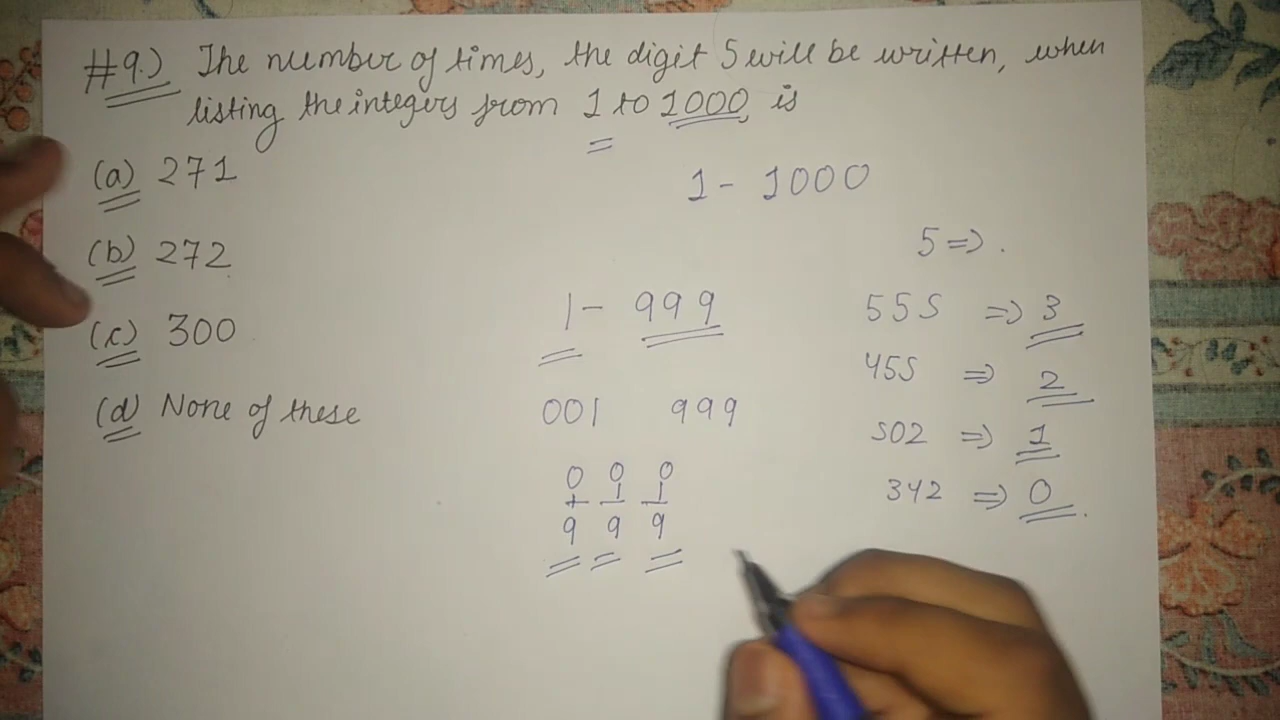 #9.) The number of times, the digit 5 will be written, when
listing the integers from 1 to 1000, is
(a) 271
(b) 272
(c) 300
(d) None of these
1 - 1000
5 => .
1 - 999
001 999
0 0 0
9 9 9
555 => 3
455 => 2
502 => 1
342 => 0